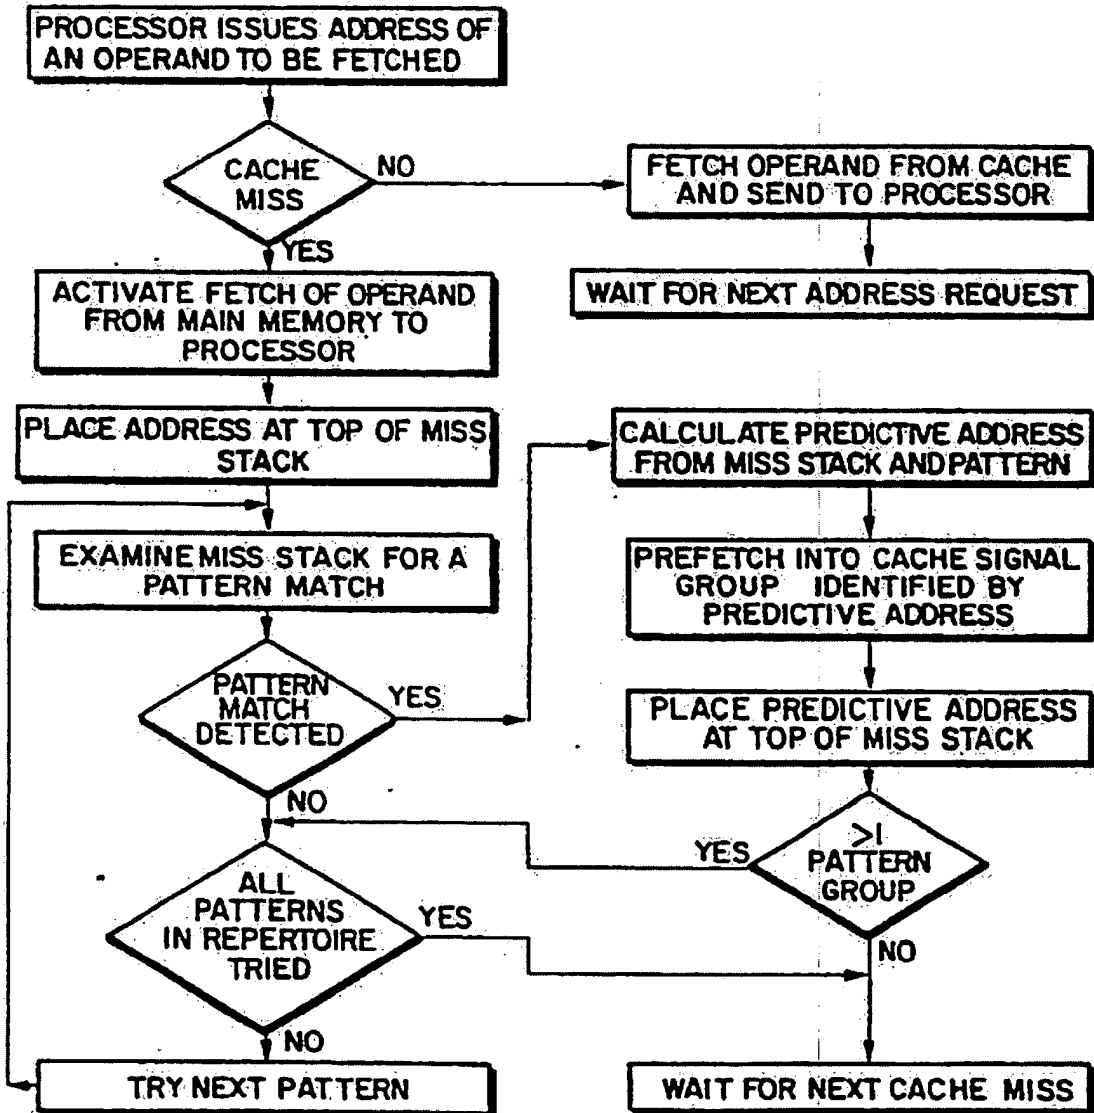 PROCESSOR ISSUES ADDRESS OF
AN OPERAND TO BE FETCHED
CACHE
MISS
NO
YES
FETCH OPERAND FROM CACHE
AND SEND TO PROCESSOR
WAIT FOR NEXT ADDRESS REQUEST
ACTIVATE FETCH OF OPERAND
FROM MAIN MEMORY TO
PROCESSOR
PLACE ADDRESS AT TOP OF MISS
STACK
EXAMINE MISS STACK FOR A
PATTERN MATCH
PATTERN
MATCH
DETECTED
YES
NO
CALCULATE PREDICTIVE ADDRESS
FROM MISS STACK AND PATTERN
PREFETCH INTO CACHE SIGNAL
GROUP IDENTIFIED BY
PREDICTIVE ADDRESS
PLACE PREDICTIVE ADDRESS
AT TOP OF MISS STACK
>1
PATTERN
GROUP
YES
NO
ALL
PATTERNS
IN REPERTOIRE
TRIED
YES
NO
TRY NEXT PATTERN
WAIT FOR NEXT CACHE MISS